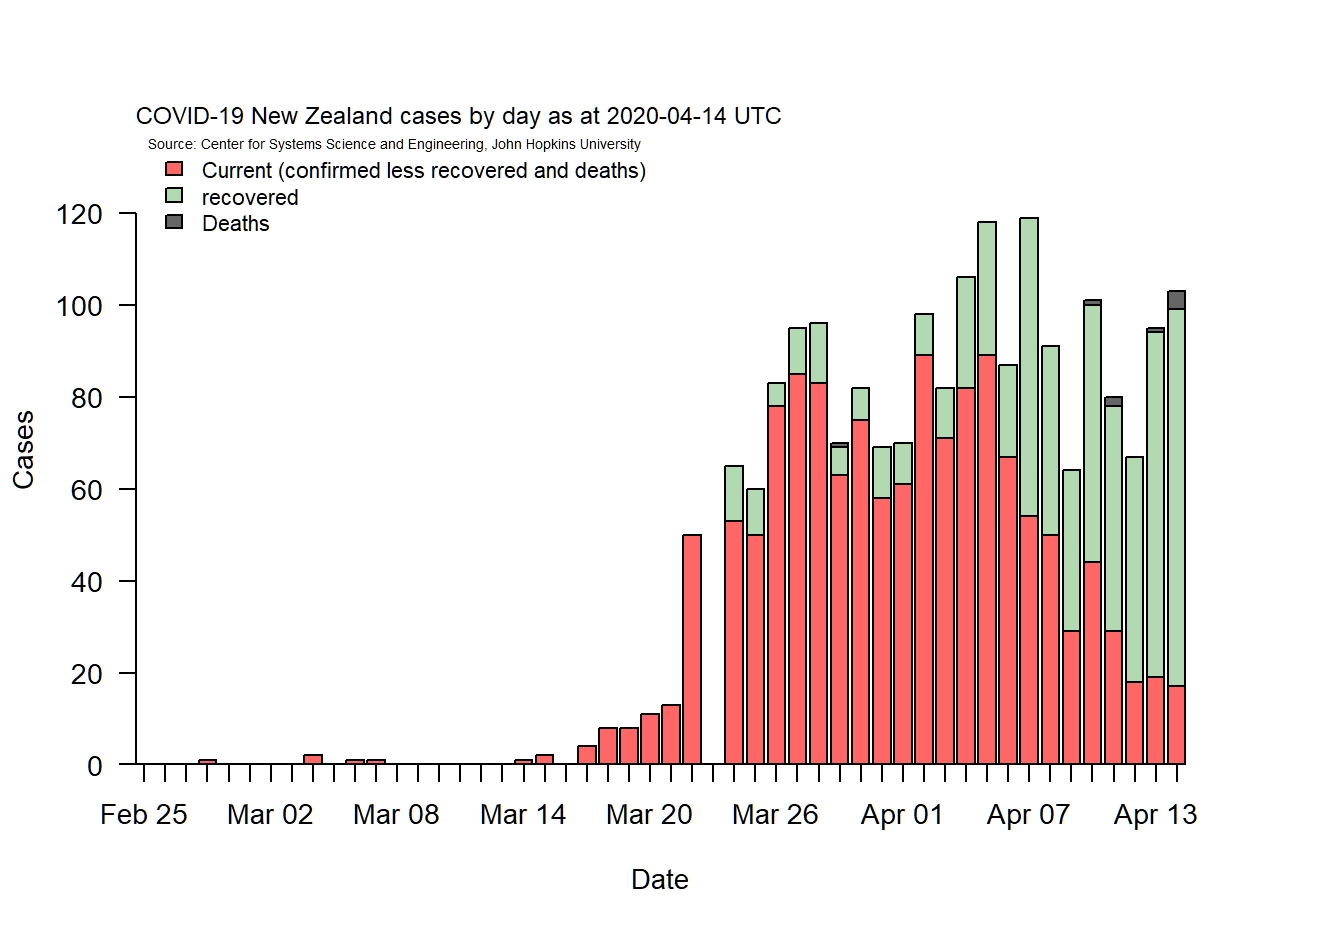 COVID-19 New Zealand cases by day as at 2020-04-14 UTC
Source: Center for Systems Science and Engineering, John Hopkins University
Current (confirmed less recovered and deaths)
recovered
Deaths
120
100
80
60
40
20
0
Cases
Feb 25 Mar 02 Mar 08 Mar 14 Mar 20 Mar 26 Apr 01 Apr 07 Apr 13
Date